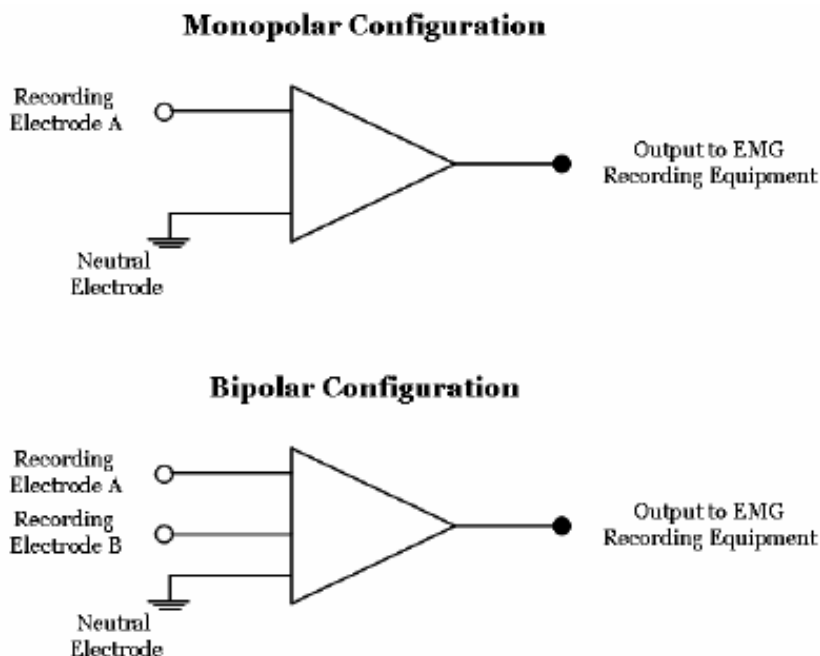 Monopolar Configuration
Recording
Electrode A
Output to EMG
Recording Equipment
Neutral
Electrode
Bipolar Configuration
Recording
Electrode A
Recording
Electrode B
Output to EMG
Recording Equipment
Neutral
Electrode